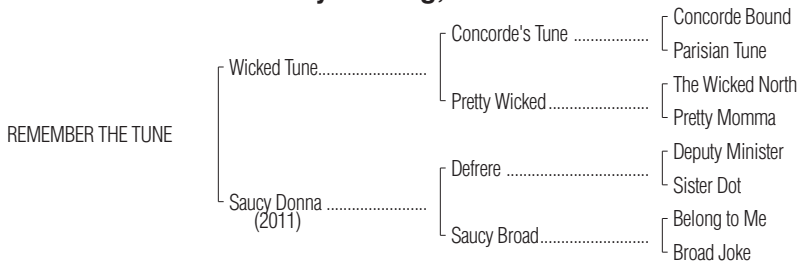 Concorde Bound
Concorde's Tune ..................
Parisian Tune
Wicked Tune..........................
The Wicked North
Pretty Wicked........................
Pretty Momma
REMEMBER THE TUNE
Deputy Minister
Defrere ..................................
Sister Dot
Saucy Donna ........................
(2011)
Belong to Me
Saucy Broad..........................
Broad Joke